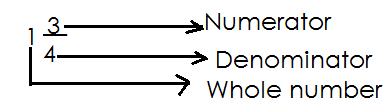 3 Numerator
1
4 Denominator
Whole number